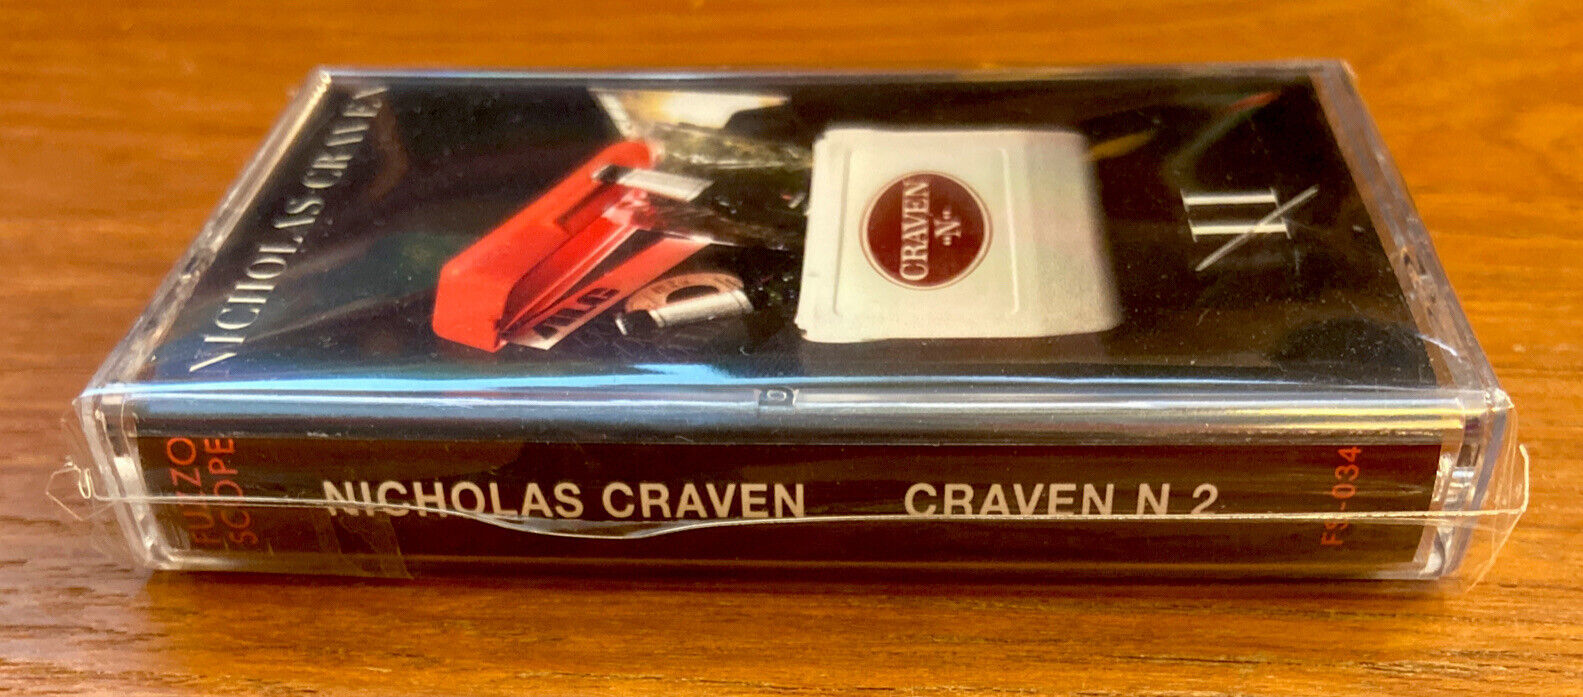 NICHOLAS CRAVEN
CRAVEN
"N"
II
FUZZO
SCOPE
NICHOLAS CRAVEN CRAVEN N 2
FS-034